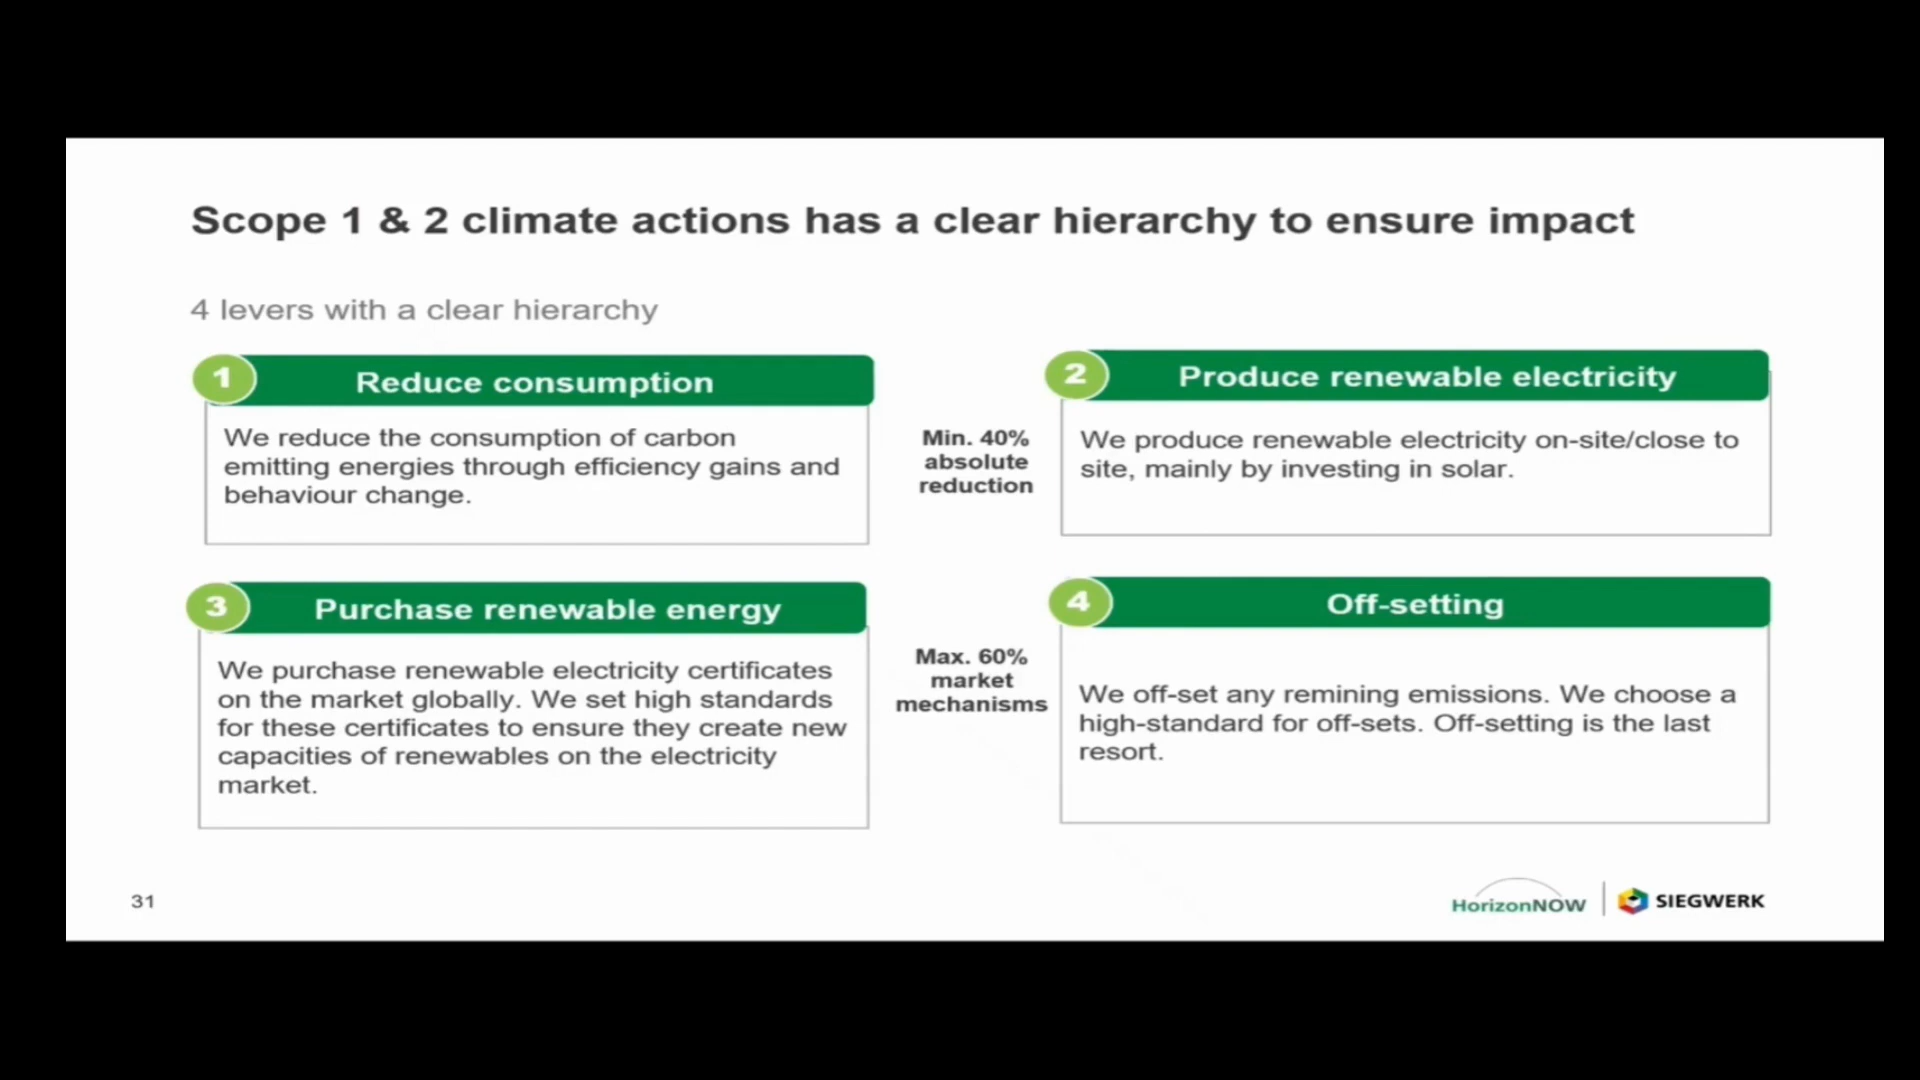 Scope 1 & 2 climate actions has a clear hierarchy to ensure impact
4 levers with a clear hierarchy
1
Reduce consumption
We reduce the consumption of carbon
emitting energies through efficiency gains and
behaviour change.
Min. 40%
absolute
reduction
2
Produce renewable electricity
We produce renewable electricity on-site/close to
site, mainly by investing in solar.
3
Purchase renewable energy
We purchase renewable electricity certificates
on the market globally. We set high standards
for these certificates to ensure they create new
capacities of renewables on the electricity
market.
Max. 60%
market
mechanisms
4
Off-setting
We off-set any remining emissions. We choose a
high-standard for off-sets. Off-setting is the last
resort.
31
HorizonNOW
SIEGWERK